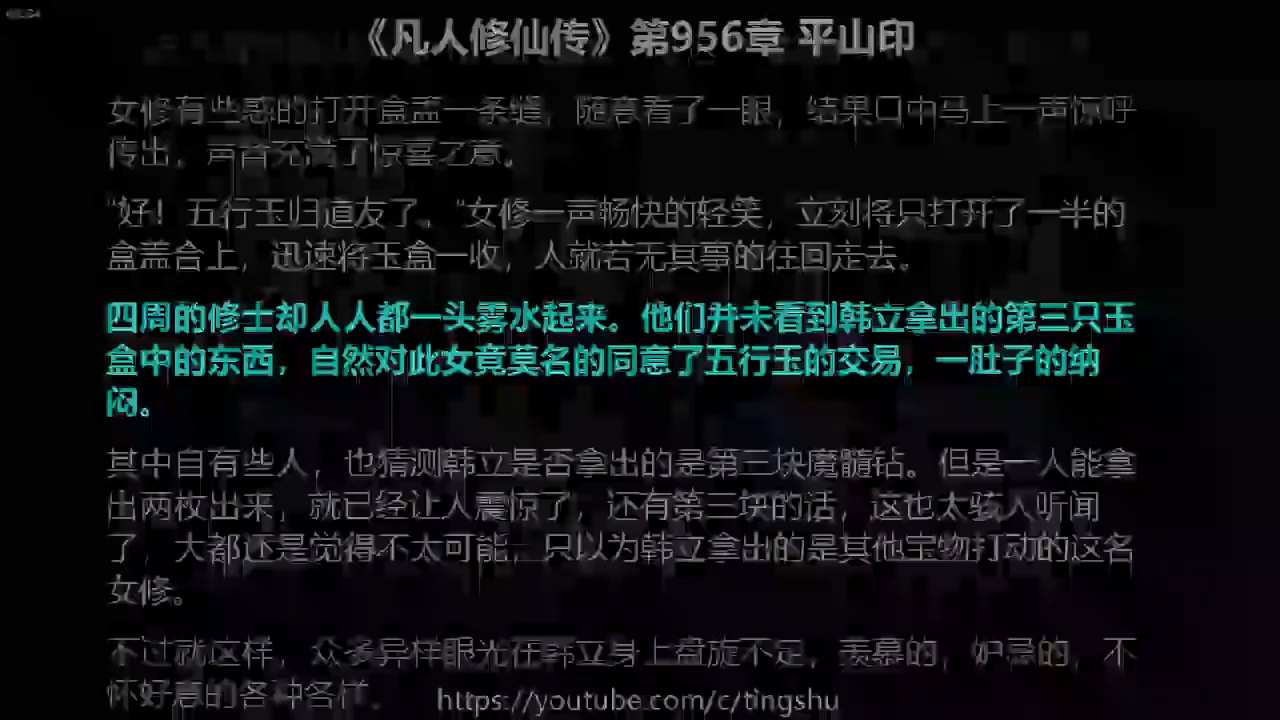 《凡人修仙传》第956章 平山印
女修有些惑的打开盒盖一条缝，随意看了一眼，结果口中马上一声惊呼
传出，声音充满了惊喜之意。
“好！五行玉归道友了。“女修一声畅快的轻笑，立刻将只打开了一半的
盒盖合上，迅速将玉盒一收，人就若无其事的往回走去。
四周的修士却人人都一头雾水起来。他们并未看到韩立拿出的第三只玉
盒中的东西，自然对此女竟莫名的同意了五行玉的交易，一肚子的纳
闷。
其中自有些人，也猜测韩立是否拿出的是第三块魔髓钻。但是一人能拿
出两枚出来，就已经让人震惊了，还有第三块的话，这也太骇人听闻
了，大都还是觉得不太可能，只以为韩立拿出的是其他宝物打动的这名
女修。
不过就这样，众多异样眼光在韩立身上盘旋不定，羡慕的，妒忌的，不
怀好意的各种各样。
https://youtube.com/c/tingshu